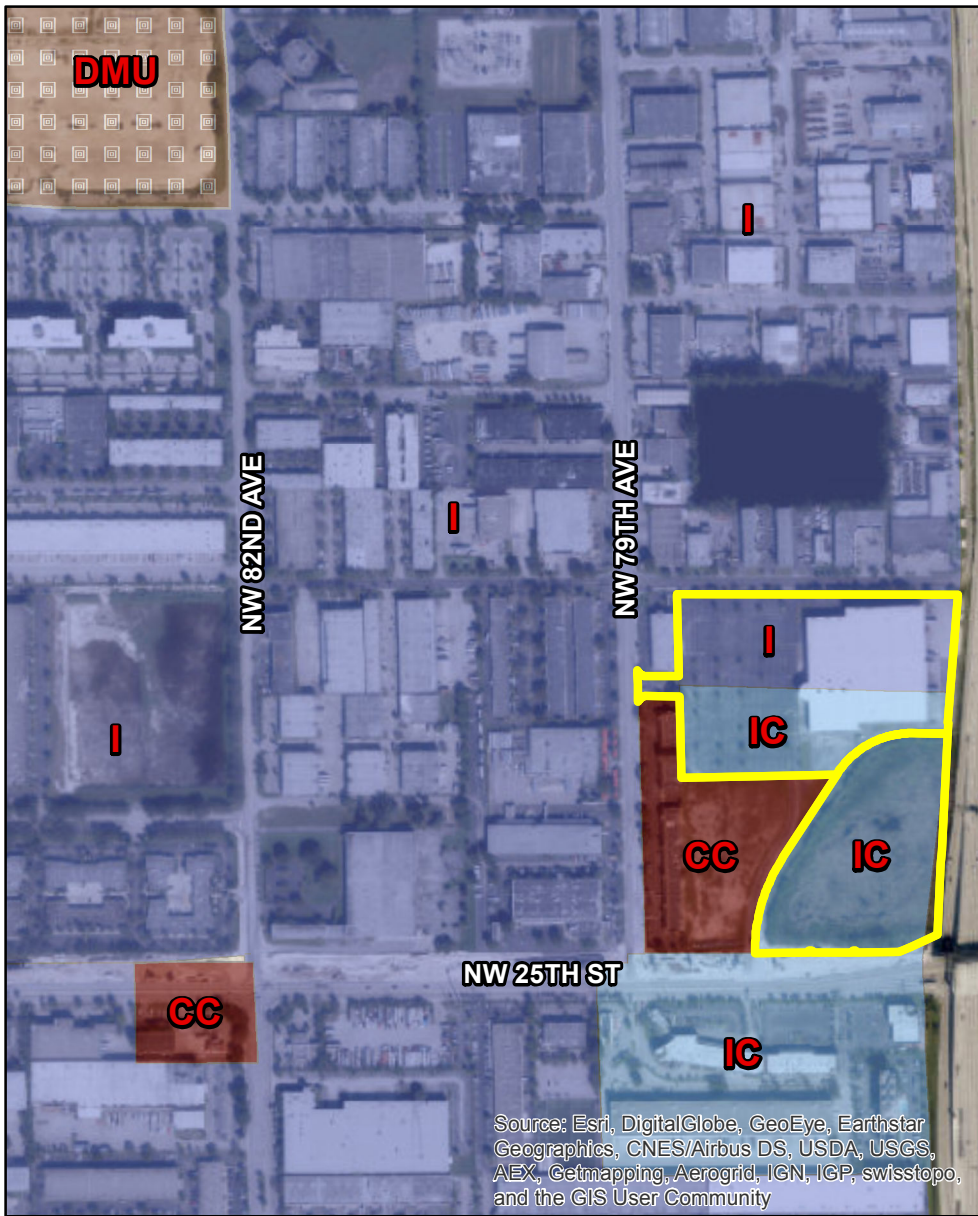 DMU
I
NW 82ND AVE
NW 79TH AVE
I
I
I
IC
CC
IC
NW 25TH ST
CC
IC
Source: Esri, DigitalGlobe, GeoEye, Earthstar
Geographics, CNES/Airbus DS, USDA, USGS,
AEX, Getmapping, Aerogrid, IGN, IGP, swisstopo,
and the GIS User Community